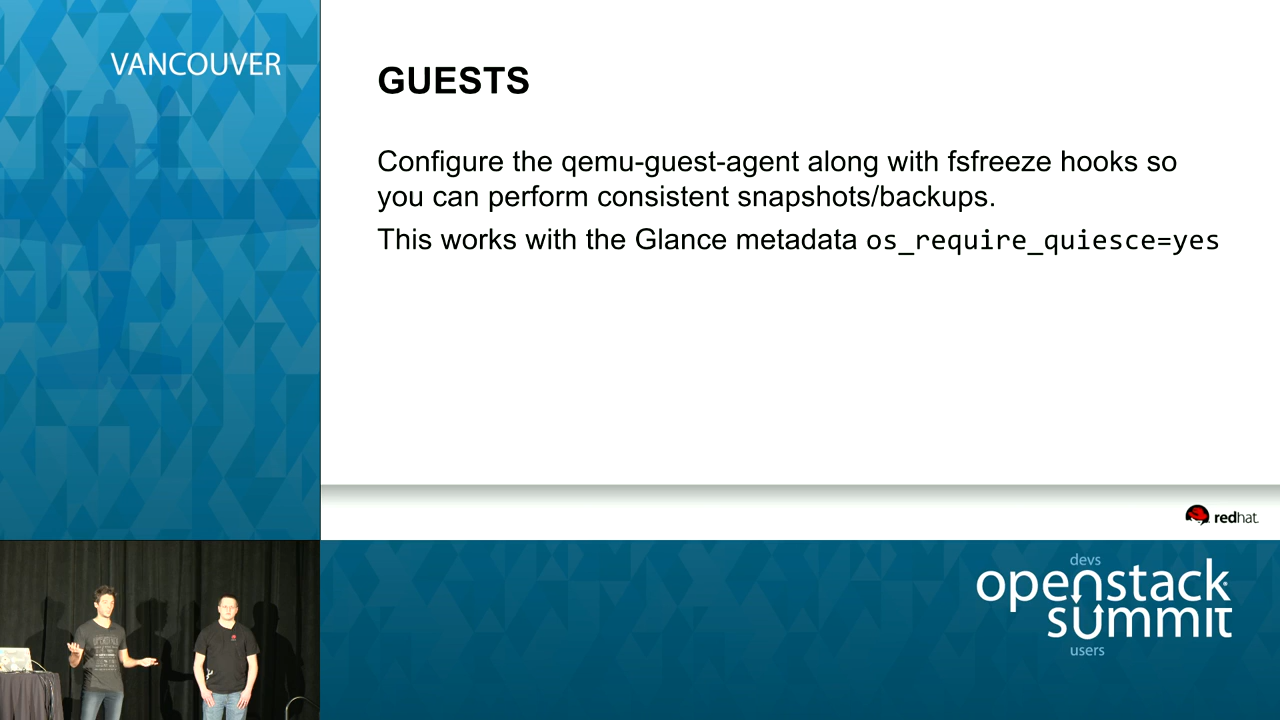 VANCOUVER
GUESTS
Configure the qemu-guest-agent along with fsfreeze hooks so
you can perform consistent snapshots/backups.
This works with the Glance metadata os_require_quiesce=yes
redhat.
devs
openstack
summit
users